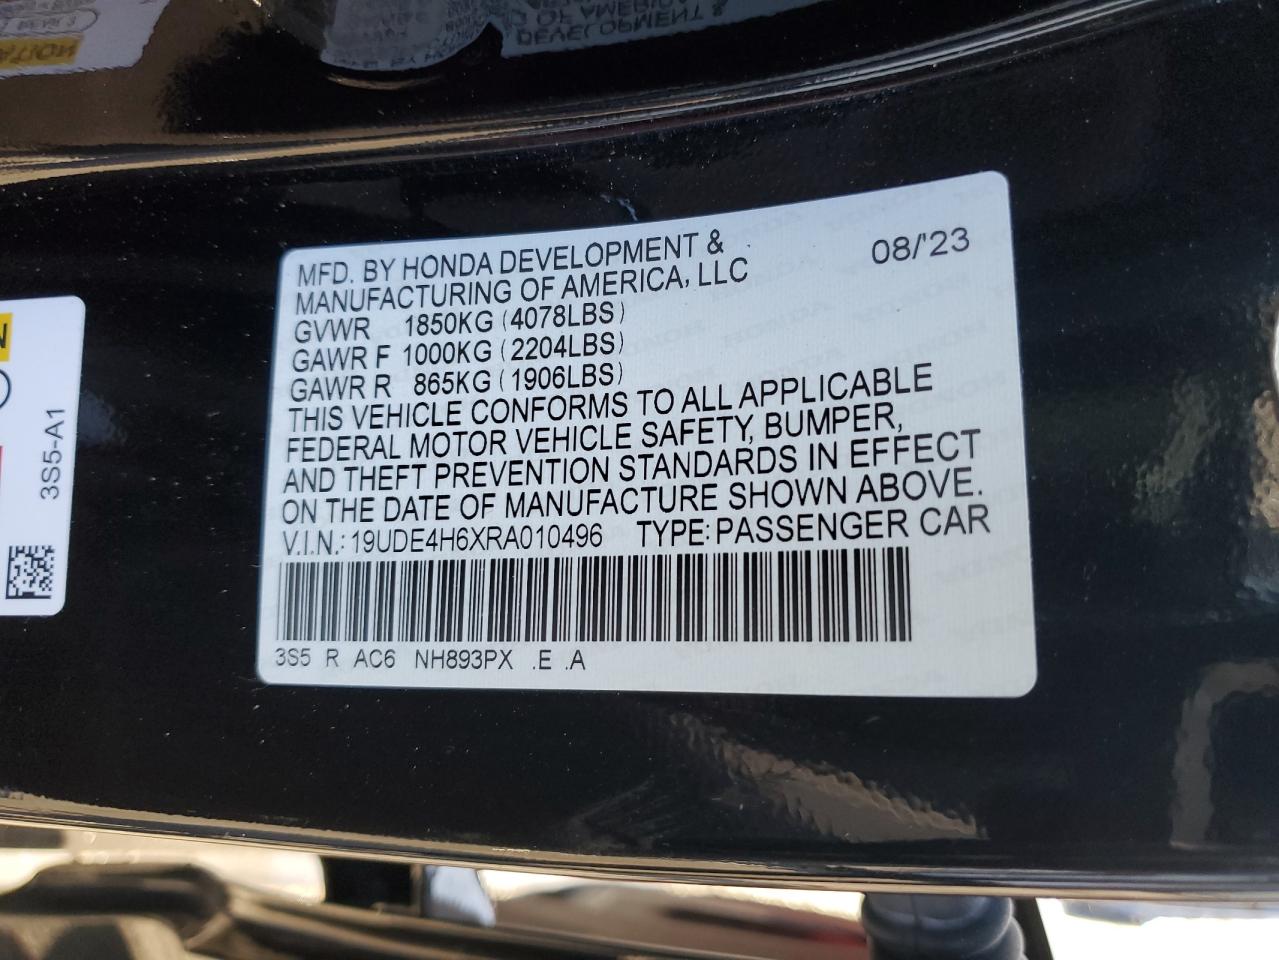 MFD. BY HONDA DEVELOPMENT &
MANUFACTURING OF AMERICA, LLC
08/'23
GVWR 1850KG (4078LBS)
GAWR F 1000KG (2204LBS)
GAWR R 865KG (1906LBS)
THIS VEHICLE CONFORMS TO ALL APPLICABLE
FEDERAL MOTOR VEHICLE SAFETY, BUMPER,
AND THEFT PREVENTION STANDARDS IN EFFECT
ON THE DATE OF MANUFACTURE SHOWN ABOVE.
V.I.N.: 19UDE4H6XRA010496 TYPE: PASSENGER CAR
3S5 R AC6 NH893PX .E .A
3S5-A1